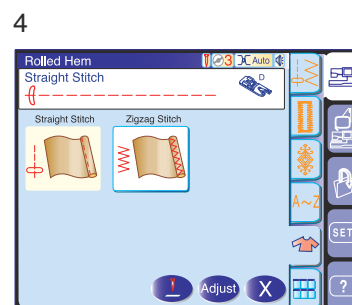 4
Rolled Hem 3 Auto
Straight Stitch D
Straight Stitch Zigzag Stitch
A~Z
SET
Adjust X ?